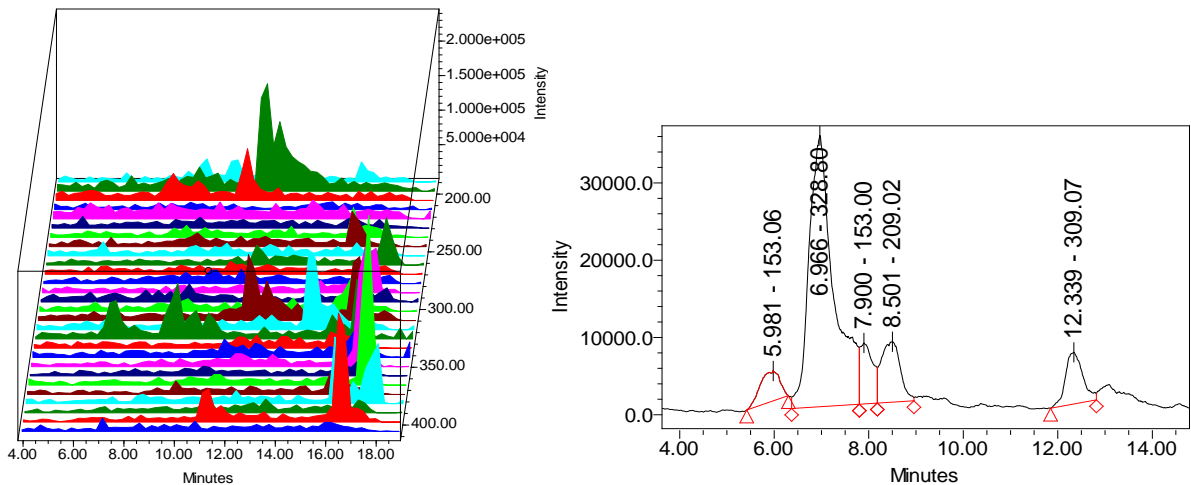 2.000e+005
1.500e+005
1.000e+005
5.000e+004
Intensity
200.00
250.00
300.00
350.00
400.00
4.00 6.00 8.00 10.00 12.00 14.00 16.00 18.00
Minutes
Intensity
30000.0
20000.0
10000.0
0.0
5.981 - 153.06
6.966 - 328.80
7.900 - 153.00
8.501 - 209.02
12.339 - 309.07
4.00 6.00 8.00 10.00 12.00 14.00
Minutes